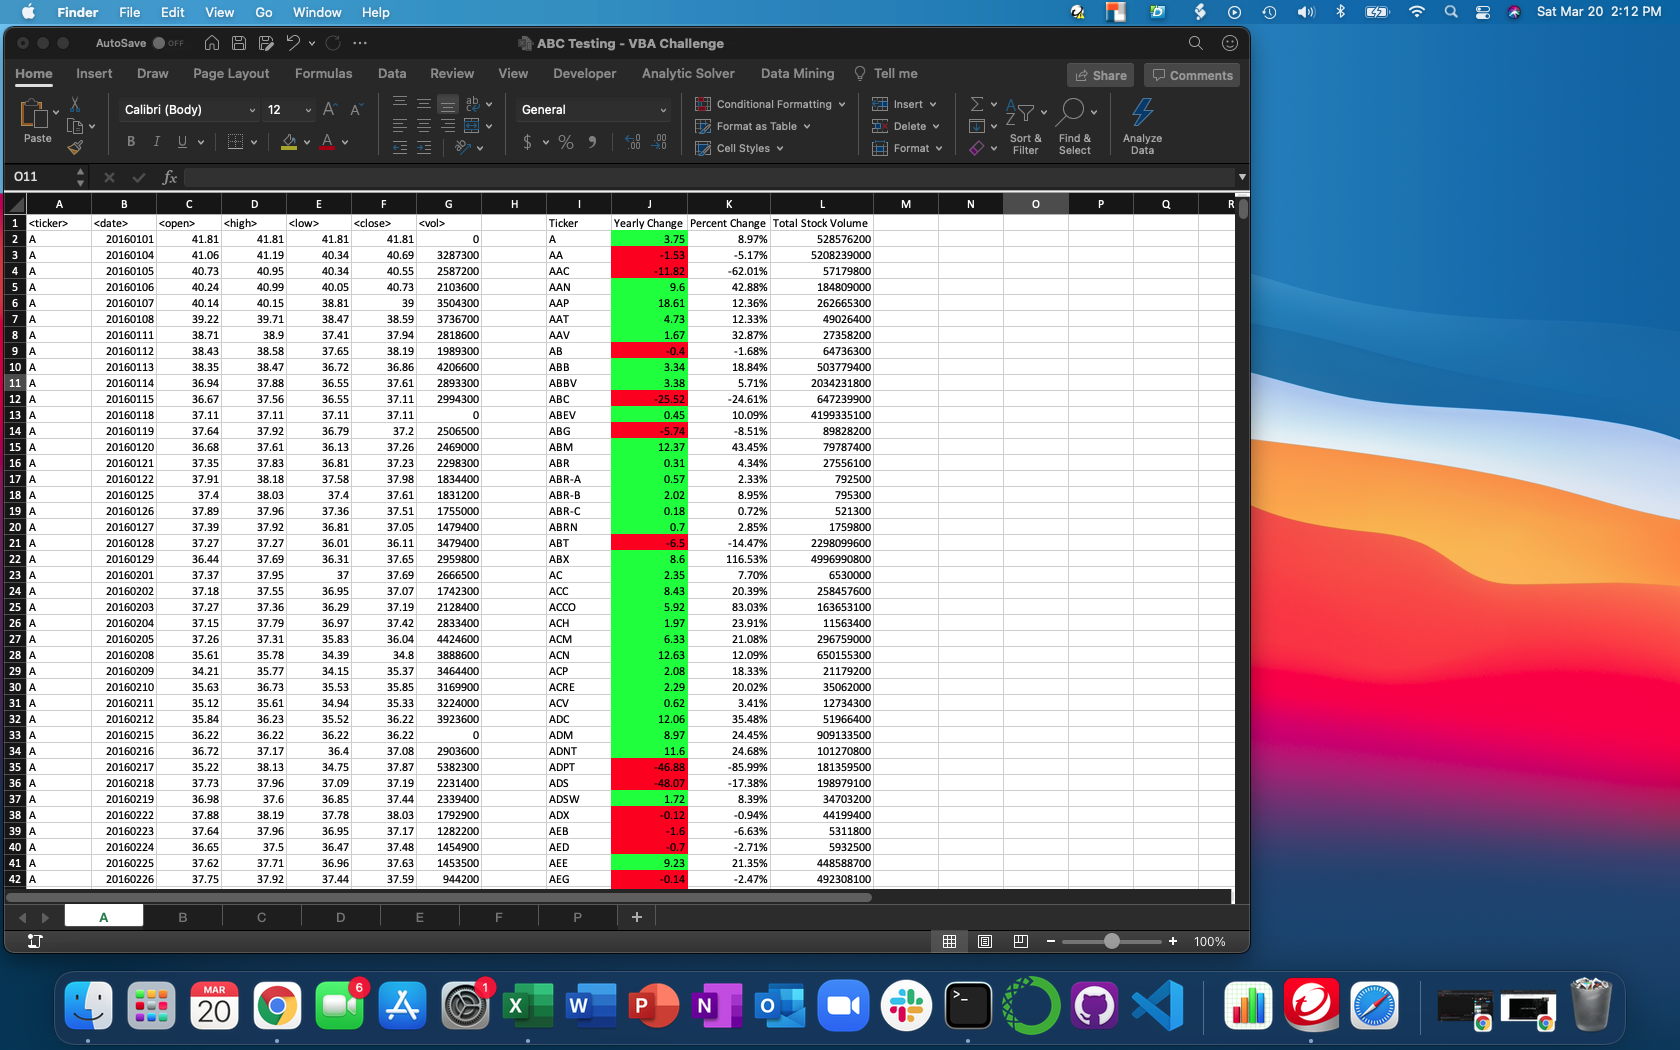 Finder File Edit View Go Window Help Sat Mar 20 2:12 PM
AutoSave OFF ABC Testing - VBA Challenge
Home Insert Draw Page Layout Formulas Data Review View Developer Analytic Solver Data Mining Tell me Share Comments
Paste Calibri (Body) 12 General Conditional Formatting Insert
B I U $ % Format as Table Delete Sort & Filter Find & Select Analyze Data
Cell Styles Format
O11 fx
A B C D E F G H I J K L M N O P Q R
1 <ticker> <date> <open> <high> <low> <close> <vol> Ticker Yearly Change Percent Change Total Stock Volume
2 A 20160101 41.81 41.81 41.81 41.81 0 A 3.75 8.97% 528576200
3 A 20160104 41.06 41.19 40.34 40.69 3287300 AA -1.53 -5.17% 5208239000
4 A 20160105 40.73 40.95 40.34 40.55 2587200 AAC -11.82 -62.01% 57179800
5 A 20160106 40.24 40.99 40.05 40.73 2103600 AAN 9.6 42.88% 184809000
6 A 20160107 40.14 40.15 38.81 39 3504300 AAP 18.61 12.36% 262665300
7 A 20160108 39.22 39.71 38.47 38.59 3736700 AAT 4.73 12.33% 49026400
8 A 20160111 38.71 38.9 37.41 37.94 2818600 AAV 1.67 32.87% 27358200
9 A 20160112 38.43 38.58 37.65 38.19 1989300 AB -0.4 -1.68% 64736300
10 A 20160113 38.35 38.47 36.72 36.86 4206600 ABB 3.34 18.84% 503779400
11 A 20160114 36.94 37.88 36.55 37.61 2893300 ABBV 3.38 5.71% 2034231800
12 A 20160115 36.67 37.56 36.55 37.11 2994300 ABC -25.52 -24.61% 647239900
13 A 20160118 37.11 37.11 37.11 37.11 0 ABEV 0.45 10.09% 4199335100
14 A 20160119 37.64 37.92 36.79 37.2 2506500 ABG -5.74 -8.51% 89828200
15 A 20160120 36.68 37.61 36.13 37.26 2469000 ABM 12.37 43.45% 79787400
16 A 20160121 37.35 37.83 36.81 37.23 2298300 ABR 0.31 4.34% 27556100
17 A 20160122 37.91 38.18 37.58 37.98 1834400 ABR-A 0.57 2.33% 792500
18 A 20160125 37.4 38.03 37.4 37.61 1831200 ABR-B 2.02 8.95% 795300
19 A 20160126 37.89 37.96 37.36 37.51 1755000 ABR-C 0.18 0.72% 521300
20 A 20160127 37.39 37.92 36.81 37.05 1479400 ABRN 0.7 2.85% 1759800
21 A 20160128 37.27 37.27 36.01 36.11 3479400 ABT -6.5 -14.47% 2298099600
22 A 20160129 36.44 37.69 36.31 37.65 2959800 ABX 8.6 116.53% 4996990800
23 A 20160201 37.37 37.95 37 37.69 2666500 AC 2.35 7.70% 6530000
24 A 20160202 37.18 37.55 36.95 37.07 1742300 ACC 8.43 20.39% 258457600
25 A 20160203 37.27 37.36 36.29 37.19 2128400 ACCO 5.92 83.03% 163653100
26 A 20160204 37.15 37.79 36.97 37.42 2833400 ACH 1.97 23.91% 11563400
27 A 20160205 37.26 37.31 35.83 36.04 4424600 ACM 6.33 21.08% 296759000
28 A 20160208 35.61 35.78 34.39 34.8 3888600 ACN 12.63 12.09% 650155300
29 A 20160209 34.21 35.77 34.15 35.37 3464400 ACP 2.08 18.33% 21179200
30 A 20160210 35.63 36.73 35.53 35.85 3169900 ACRE 2.29 20.02% 35062000
31 A 20160211 35.12 35.61 34.94 35.33 3224000 ACV 0.62 3.41% 12734300
32 A 20160212 35.84 36.23 35.52 36.22 3923600 ADC 12.06 35.48% 51966400
33 A 20160215 36.22 36.22 36.22 36.22 0 ADM 8.97 24.45% 909133500
34 A 20160216 36.72 37.17 36.4 37.08 2903600 ADNT 11.6 24.68% 101270800
35 A 20160217 35.22 38.13 34.75 37.87 5382300 ADPT -46.88 -85.99% 181359500
36 A 20160218 37.73 37.96 37.09 37.19 2231400 ADS -48.07 -17.38% 198979100
37 A 20160219 36.98 37.6 36.85 37.44 2339400 ADSW 1.72 8.39% 34703200
38 A 20160222 37.88 38.19 37.78 38.03 1792900 ADX -0.12 -0.94% 44199400
39 A 20160223 37.64 37.96 36.95 37.17 1282200 AEB -1.6 -6.63% 5311800
40 A 20160224 36.65 37.5 36.47 37.48 1454900 AED -0.7 -2.71% 5932500
41 A 20160225 37.62 37.71 36.96 37.63 1453500 AEE 9.23 21.35% 448588700
42 A 20160226 37.75 37.92 37.44 37.59 944200 AEG -0.14 -2.47% 492308100
A B C D E F P +
100%
MAR 20 6 1 X W P N O >_